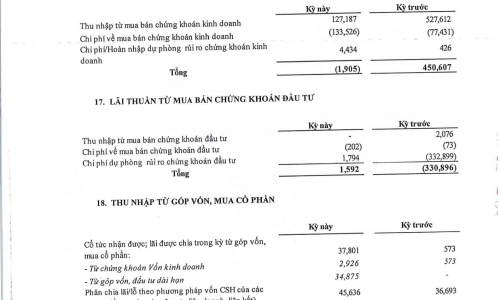 Kỳ này Kỳ trước
Thu nhập từ mua bán chứng khoán kinh doanh 127,187 527,612
Chi phí về mua bán chứng khoán kinh doanh (133,526) (77,431)
Chi phí/Hoàn nhập dự phòng rủi ro chứng khoán kinh 4,434 426
doanh
Tổng (1,905) 450,607
17. LÃI THUẦN TỪ MUA BÁN CHỨNG KHOÁN ĐẦU TƯ
Kỳ này Kỳ trước
Thu nhập từ mua bán chứng khoán đầu tư - 2,076
Chi phí về mua bán chứng khoán đầu tư (202) (73)
Chi phí dự phòng rủi ro chứng khoán đầu tư 1,794 (332,899)
Tổng 1,592 (330,896)
18. THU NHẬP TỪ GÓP VỐN, MUA CỔ PHẦN
Kỳ này Kỳ trước
Cổ tức nhận được; lãi được chia trong kỳ từ góp vốn,
mua cổ phần: 37,801 573
- Từ chứng khoán Vốn kinh doanh 2,926 573
- Từ góp vốn, đầu tư dài hạn 34,875 -
Phân chia lãi/lỗ theo phương pháp vốn CSH của các 45,636 36,693